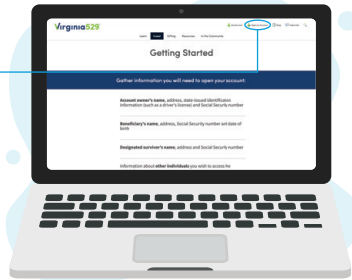 Virginia529
Learn Invest Gifting Resources In the Community
Getting Started
Gather information you will need to open your account:
Account owner's name, address, state-issued identification
information (such as a driver's license) and Social Security number
Beneficiary's name, address, Social Security number and date of
birth
Designated survivor's name, address and Social Security number
Information about other individuals you wish to access he